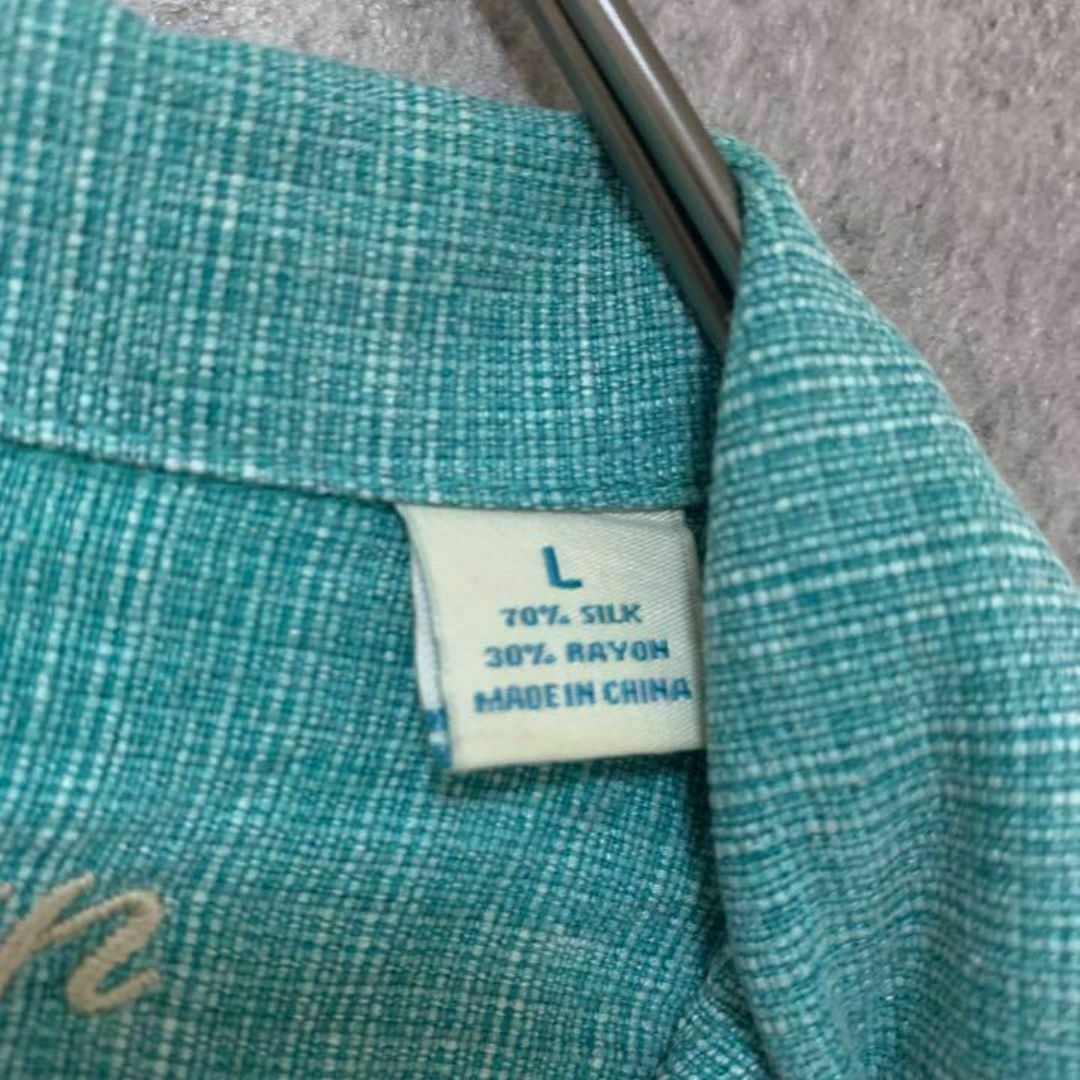 L
70% SILK
30% RAYON
MADE IN CHINA